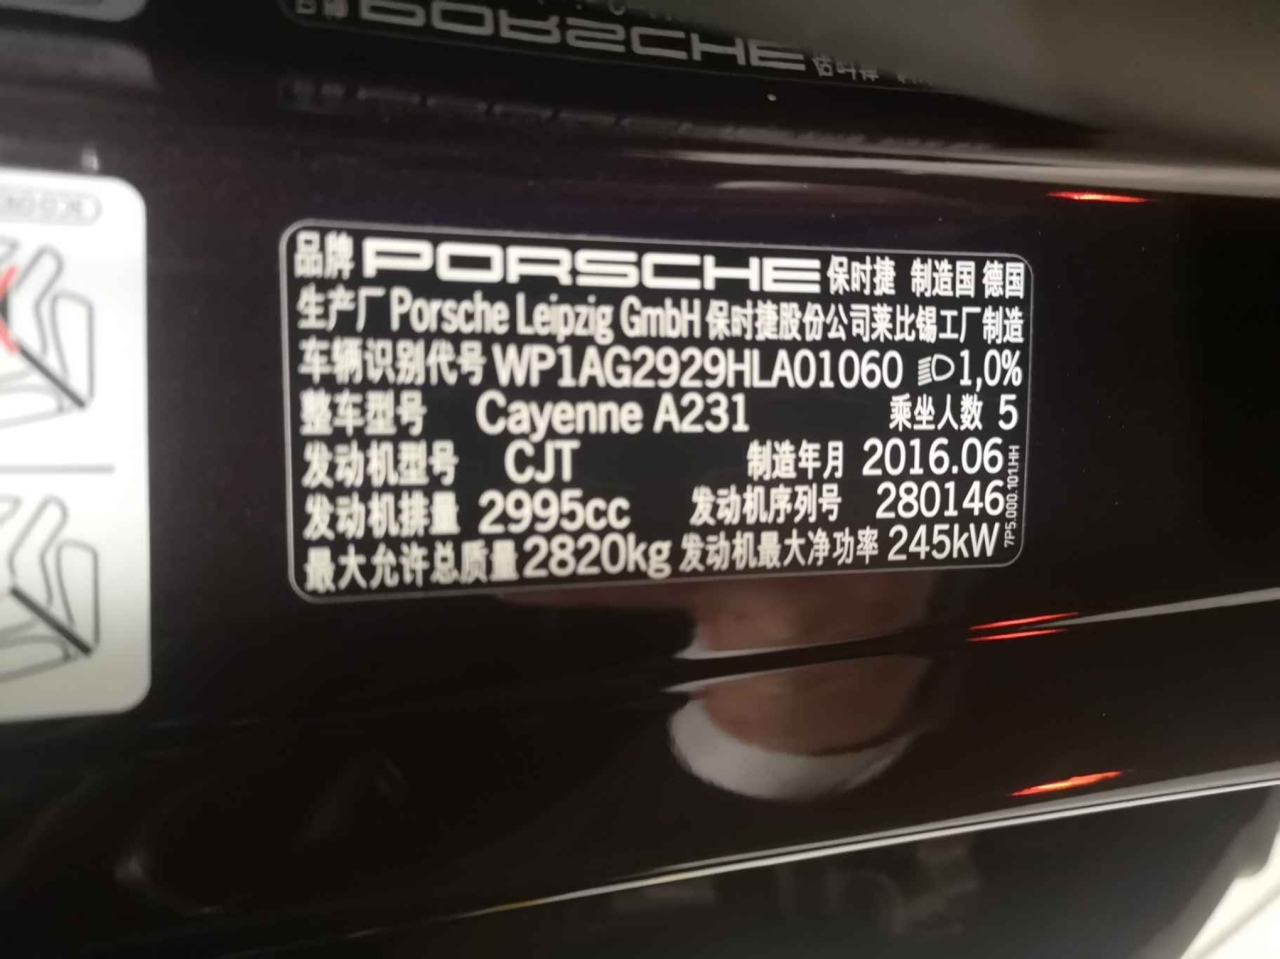 PORSCHE
品牌 PORSCHE 保时捷 制造国 德国
生产厂 Porsche Leipzig GmbH 保时捷股份公司莱比锡工厂制造
车辆识别代号 WP1AG2929HLA01060 1,0%
整车型号 Cayenne A231 乘坐人数 5
发动机型号 CJT 制造年月 2016.06
发动机排量 2995cc 发动机序列号 280146
最大允许总质量 2820kg 发动机最大净功率 245kW
7P5.000.101.HH